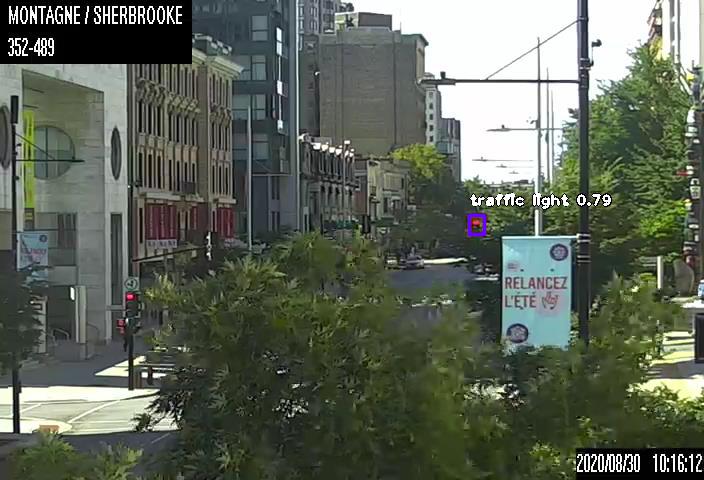 MONTAGNE / SHERBROOKE
352-489
traffic light 0.79
RELANCEZ
L'ÉTÉ
2020/08/30 10:16:12